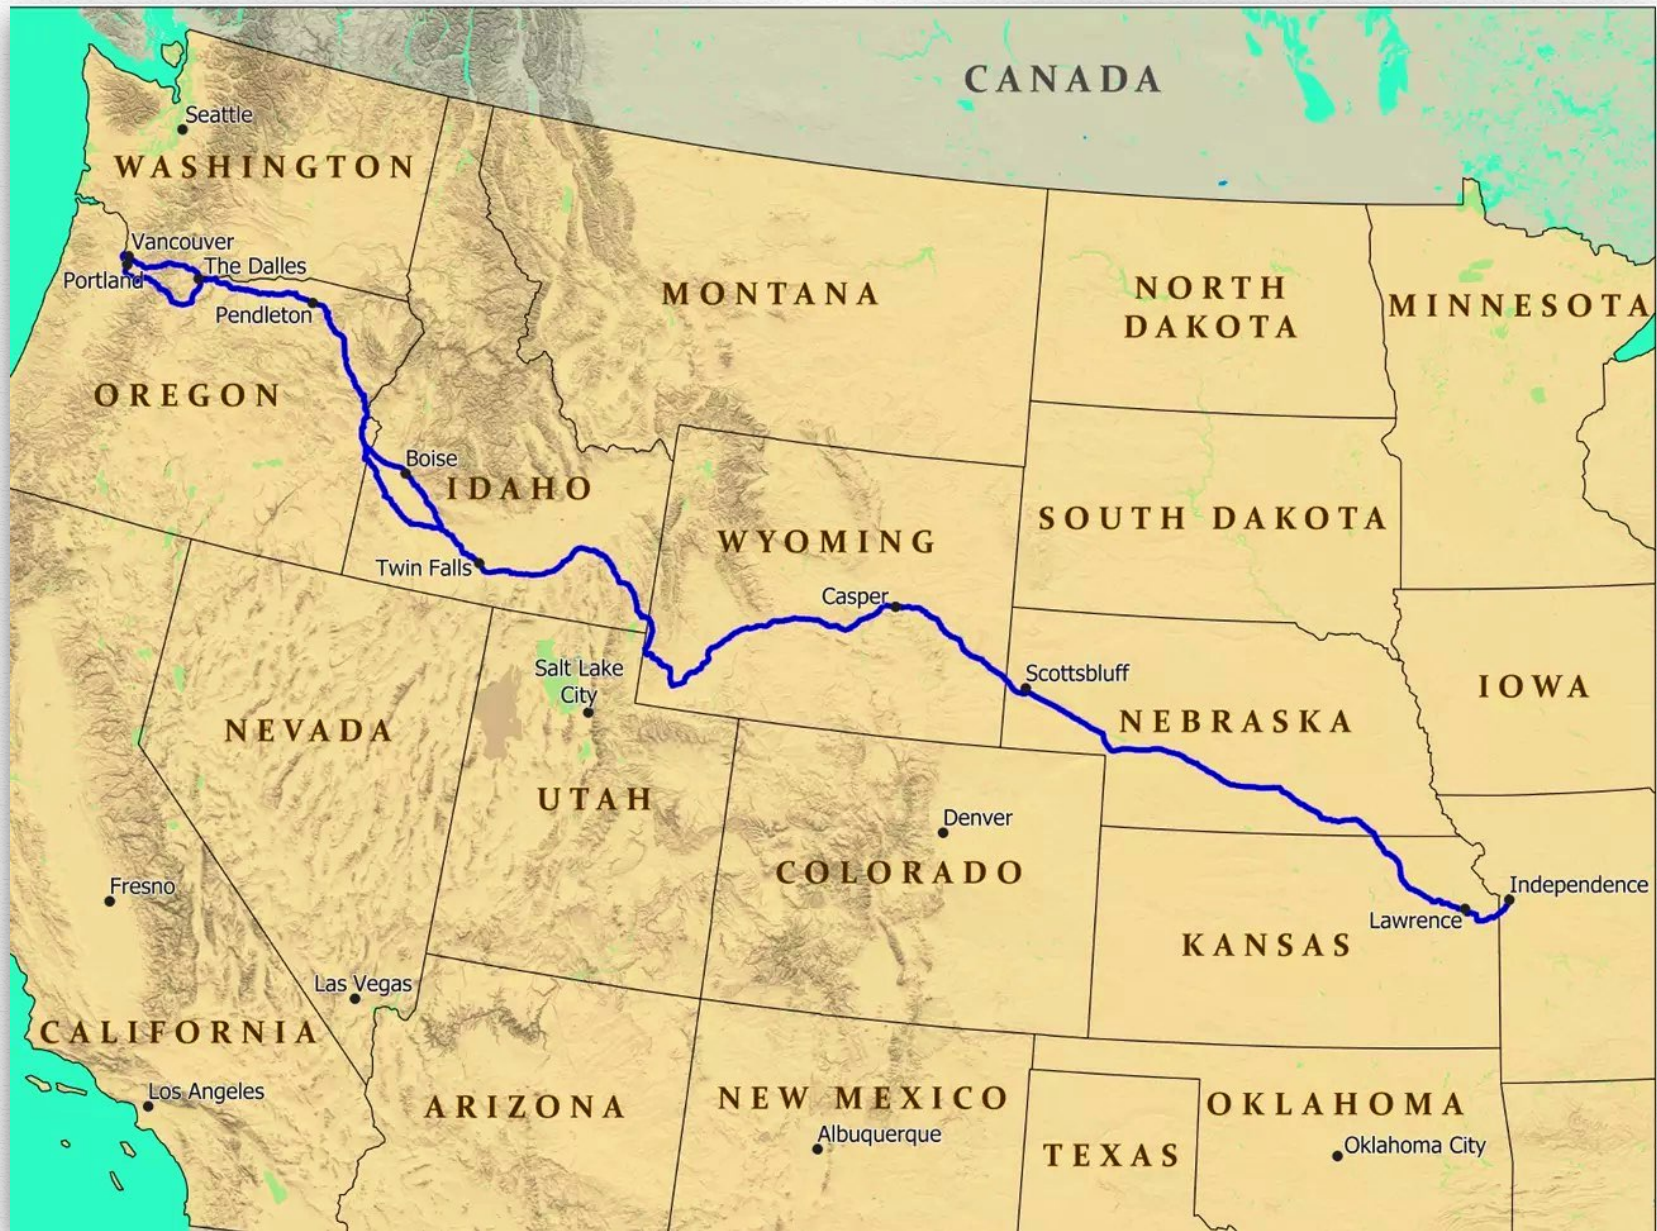 CANADA
Seattle
WASHINGTON
Vancouver
The Dalles
Portland
Pendleton
MONTANA
NORTH
DAKOTA
MINNESOTA
OREGON
Boise
IDAHO
SOUTH DAKOTA
WYOMING
Twin Falls
Casper
Salt Lake
City
Scottsbluff
IOWA
NEBRASKA
NEVADA
UTAH
Denver
COLORADO
Fresno
Independence
Lawrence
KANSAS
Las Vegas
CALIFORNIA
Los Angeles
ARIZONA
NEW MEXICO
Albuquerque
OKLAHOMA
Oklahoma City
TEXAS